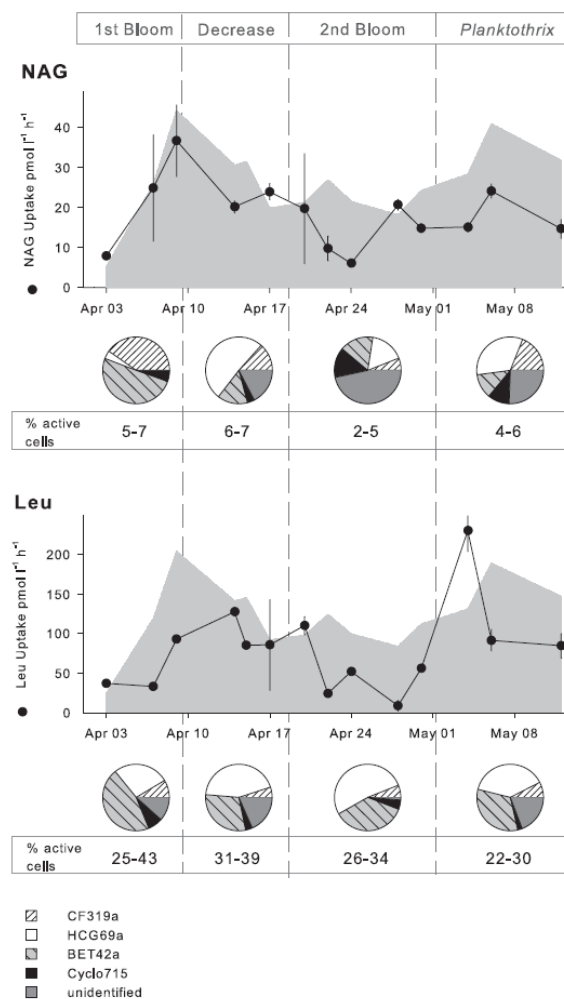 1st Bloom Decrease 2nd Bloom Planktothrix
NAG
NAG Uptake pmol l⁻¹ h⁻¹
40
30
20
10
0
Apr 03 Apr 10 Apr 17 Apr 24 May 01 May 08
% active cells 5-7 6-7 2-5 4-6
Leu
Leu Uptake pmol l⁻¹ h⁻¹
200
150
100
50
0
Apr 03 Apr 10 Apr 17 Apr 24 May 01 May 08
% active cells 25-43 31-39 26-34 22-30
CF319a
HCG69a
BET42a
Cyclo715
unidentified